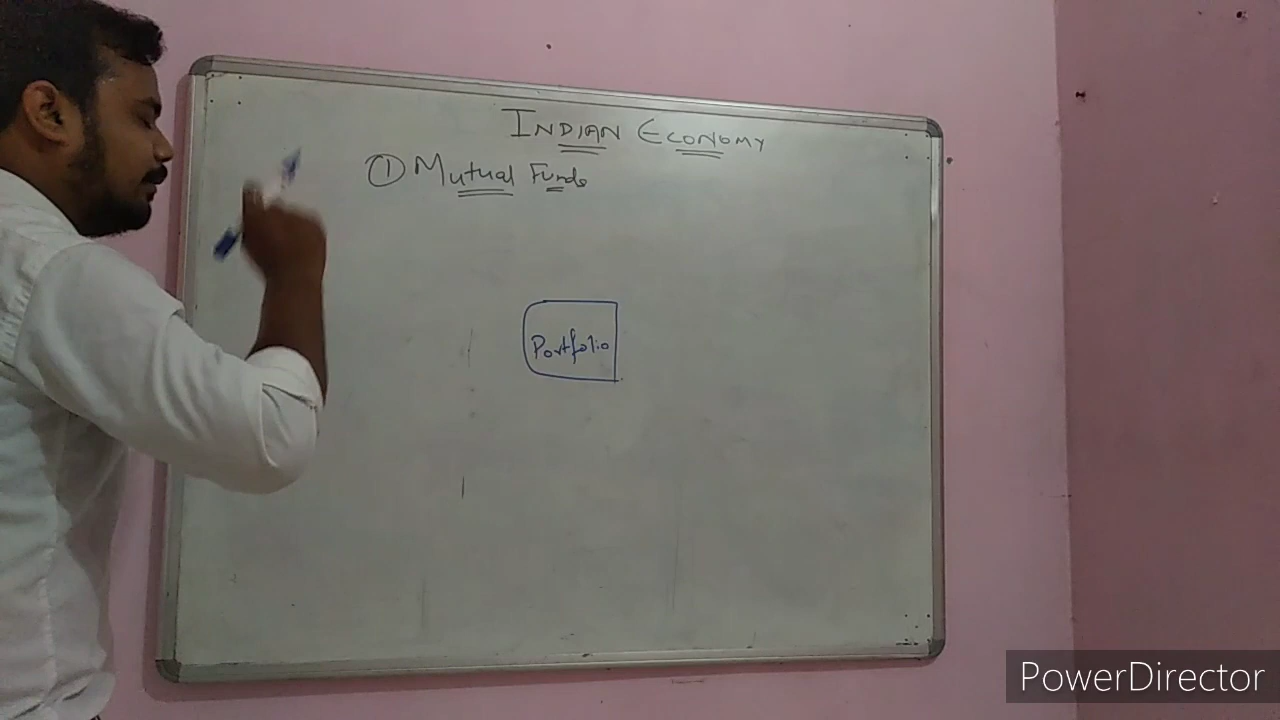 INDIAN ECONOMY
① Mutual Funds
Portfolio
PowerDirector